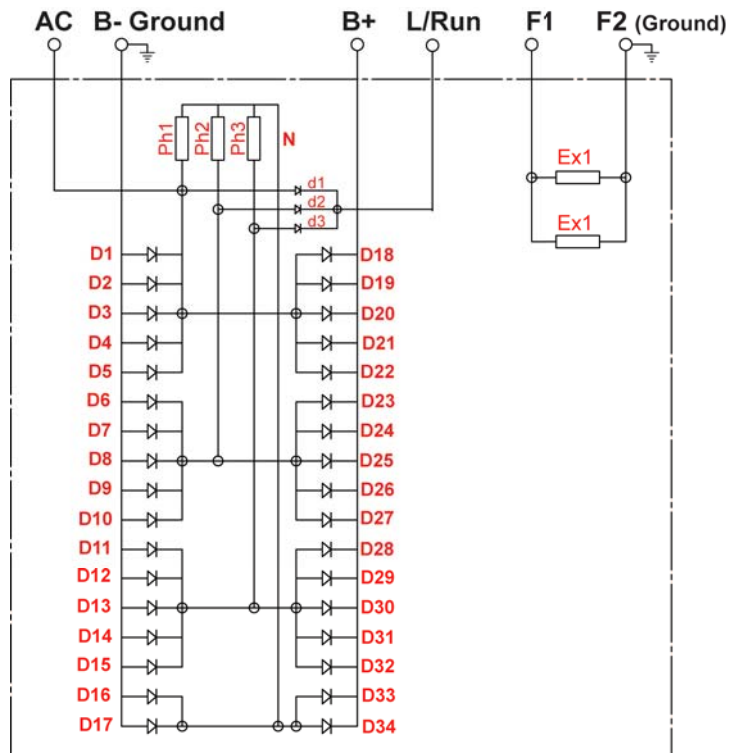 AC B- Ground B+ L/Run F1 F2 (Ground)
Ph1 Ph2 Ph3 N
Ex1
d1
d2
d3
Ex1
D1 D18
D2 D19
D3 D20
D4 D21
D5 D22
D6 D23
D7 D24
D8 D25
D9 D26
D10 D27
D11 D28
D12 D29
D13 D30
D14 D31
D15 D32
D16 D33
D17 D34